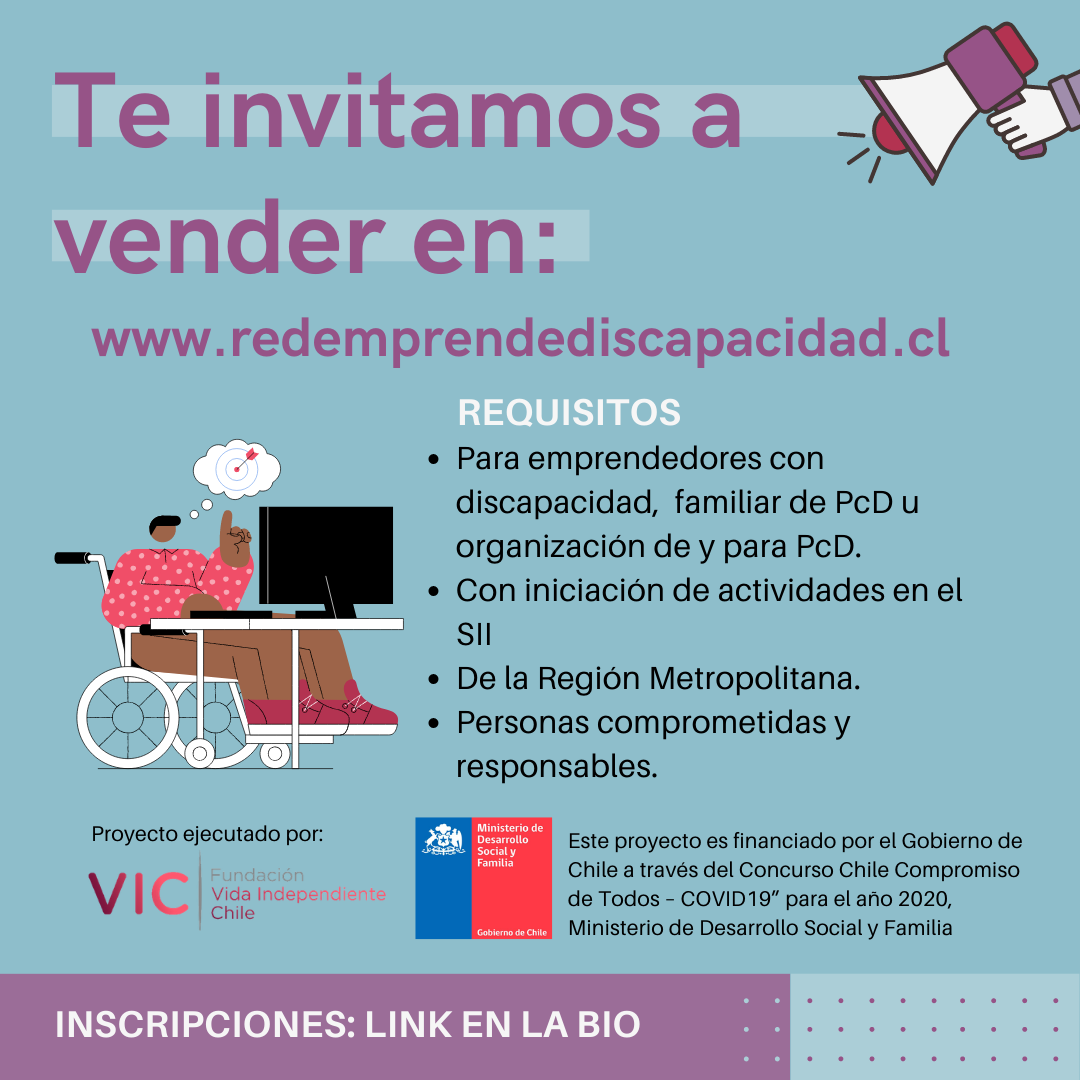 Te invitamos a
vender en:
www.redemprendediscapacidad.cl
REQUISITOS
• Para emprendedores con
discapacidad,  familiar de PcD u
organización de y para PcD.
• Con iniciación de actividades en el
SII
• De la Región Metropolitana.
• Personas comprometidas y
responsables.
Proyecto ejecutado por:
VIC
Fundación
Vida Independiente
Chile
Ministerio de
Desarrollo
Social y
Familia
Gobierno de Chile
Este proyecto es financiado por el Gobierno de
Chile a través del Concurso Chile Compromiso
de Todos – COVID19” para el año 2020,
Ministerio de Desarrollo Social y Familia
INSCRIPCIONES: LINK EN LA BIO